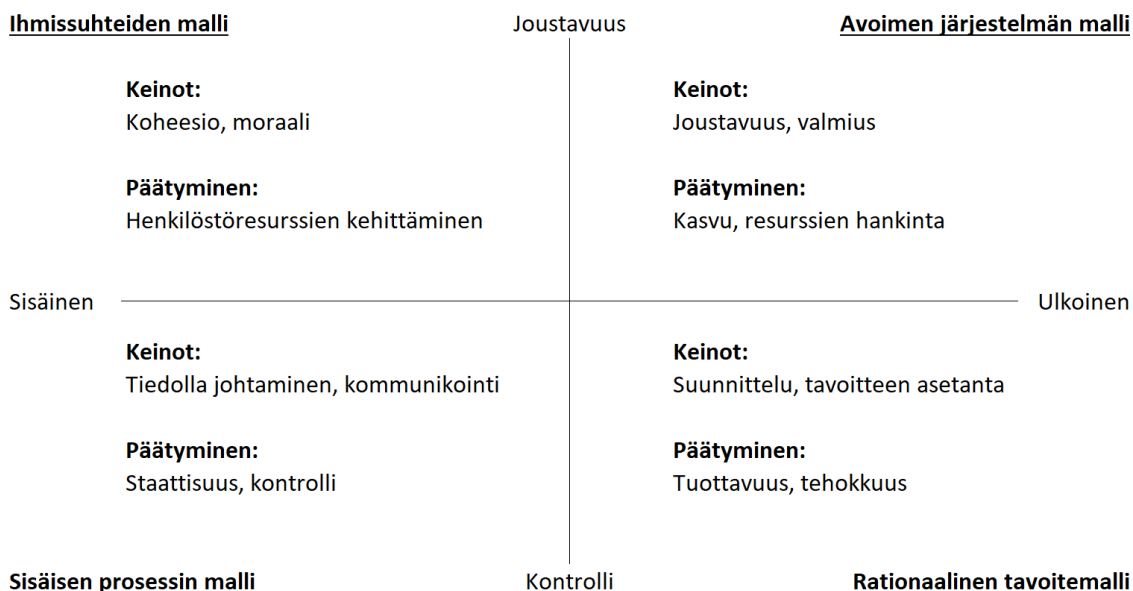 Ihmissuhteiden malli
Joustavuus
Avoimen järjestelmän malli
Keinot:
Koheesio, moraali
Päätyminen:
Henkilöstöresurssien kehittäminen
Keinot:
Joustavuus, valmius
Päätyminen:
Kasvu, resurssien hankinta
Sisäinen
Ulkoinen
Keinot:
Tiedolla johtaminen, kommunikointi
Päätyminen:
Staattisuus, kontrolli
Keinot:
Suunnittelu, tavoitteen asetanta
Päätyminen:
Tuottavuus, tehokkuus
Sisäisen prosessin malli
Kontrolli
Rationaalinen tavoitemalli